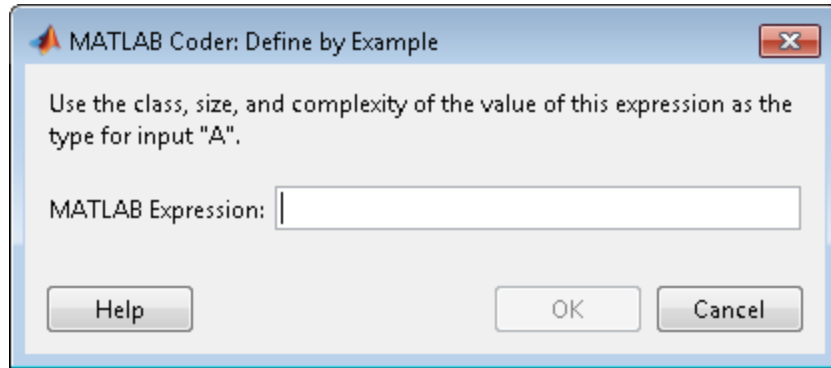 MATLAB Coder: Define by Example
Use the class, size, and complexity of the value of this expression as the
type for input "A".
MATLAB Expression:
Help OK Cancel